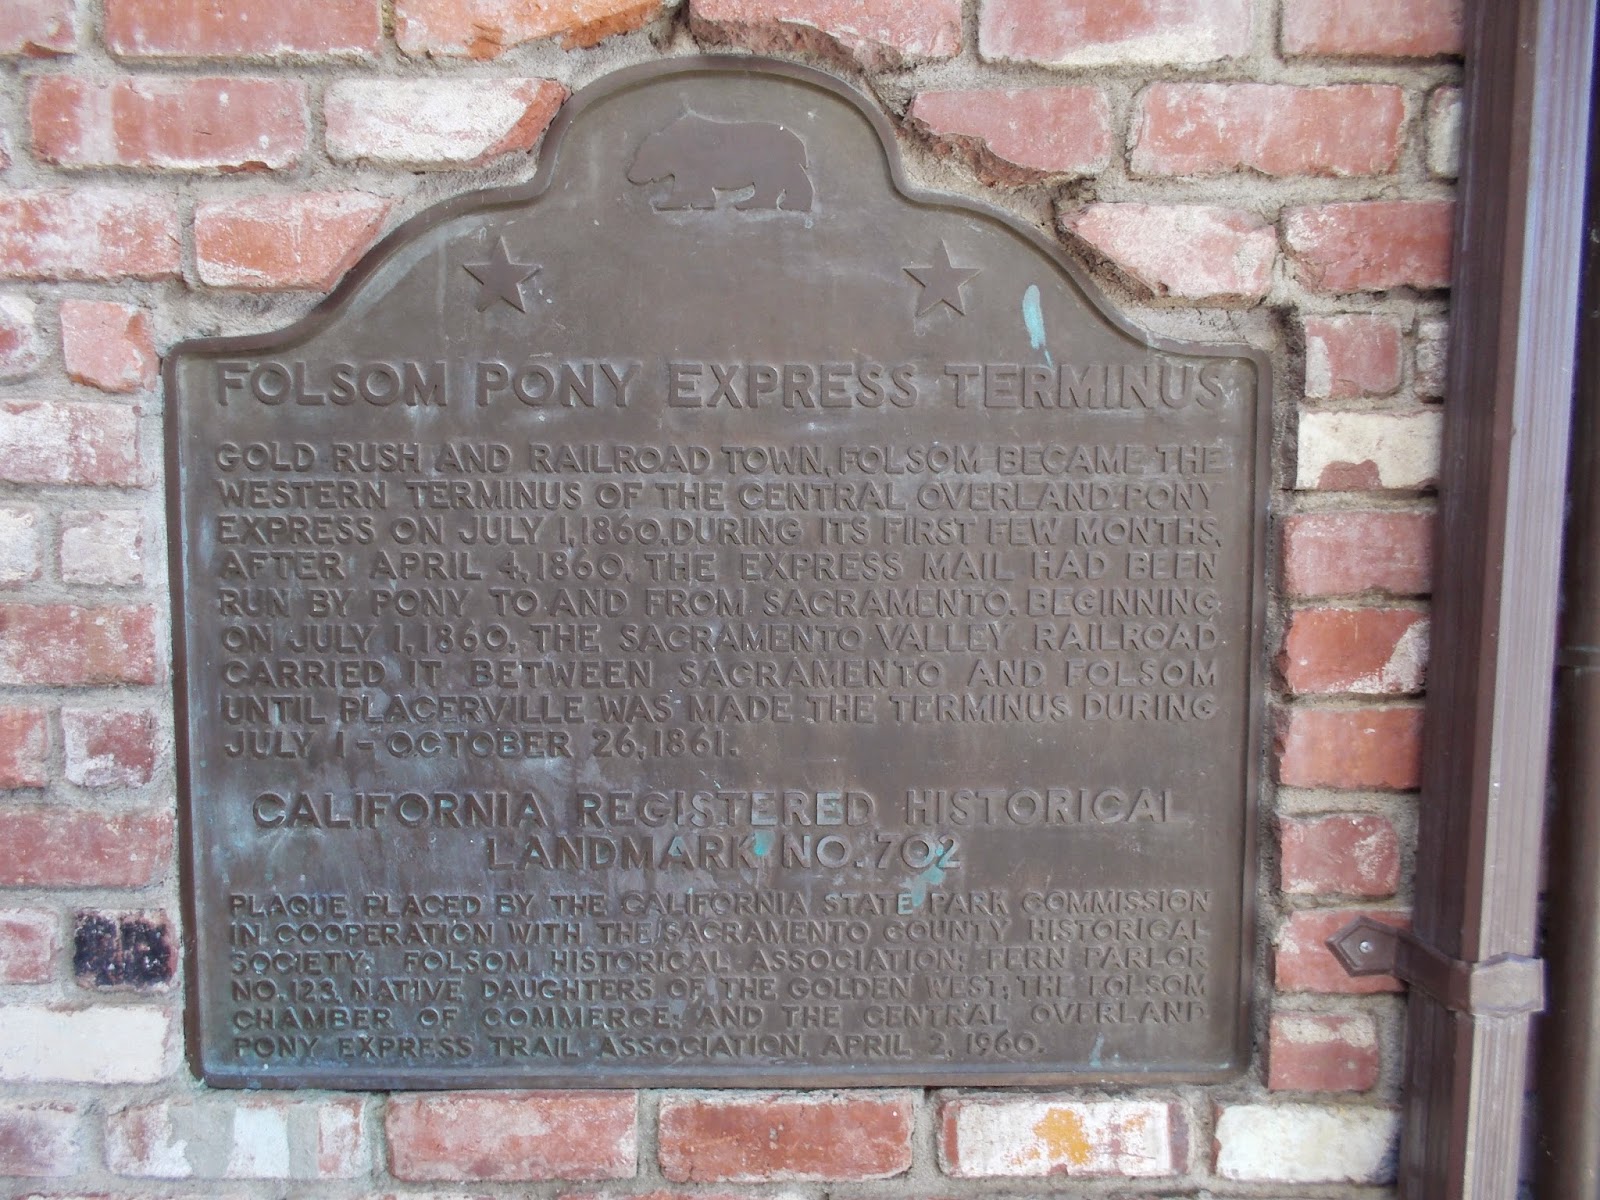 FOLSOM PONY EXPRESS TERMINUS
GOLD RUSH AND RAILROAD TOWN, FOLSOM BECAME THE
WESTERN TERMINUS OF THE CENTRAL OVERLAND PONY
EXPRESS ON JULY 1, 1860. DURING ITS FIRST FEW MONTHS,
AFTER APRIL 4, 1860, THE EXPRESS MAIL HAD BEEN
RUN BY PONY TO AND FROM SACRAMENTO. BEGINNING
ON JULY 1, 1860, THE SACRAMENTO VALLEY RAILROAD
CARRIED IT BETWEEN SACRAMENTO AND FOLSOM
UNTIL PLACERVILLE WAS MADE THE TERMINUS DURING
JULY 1 - OCTOBER 26, 1861.
CALIFORNIA REGISTERED HISTORICAL
LANDMARK NO. 702
PLAQUE PLACED BY THE CALIFORNIA STATE PARK COMMISSION
IN COOPERATION WITH THE SACRAMENTO COUNTY HISTORICAL
SOCIETY; FOLSOM HISTORICAL ASSOCIATION; FERN PARLOR
NO. 123, NATIVE DAUGHTERS OF THE GOLDEN WEST; THE FOLSOM
CHAMBER OF COMMERCE; AND THE CENTRAL OVERLAND
PONY EXPRESS TRAIL ASSOCIATION, APRIL 2, 1960.